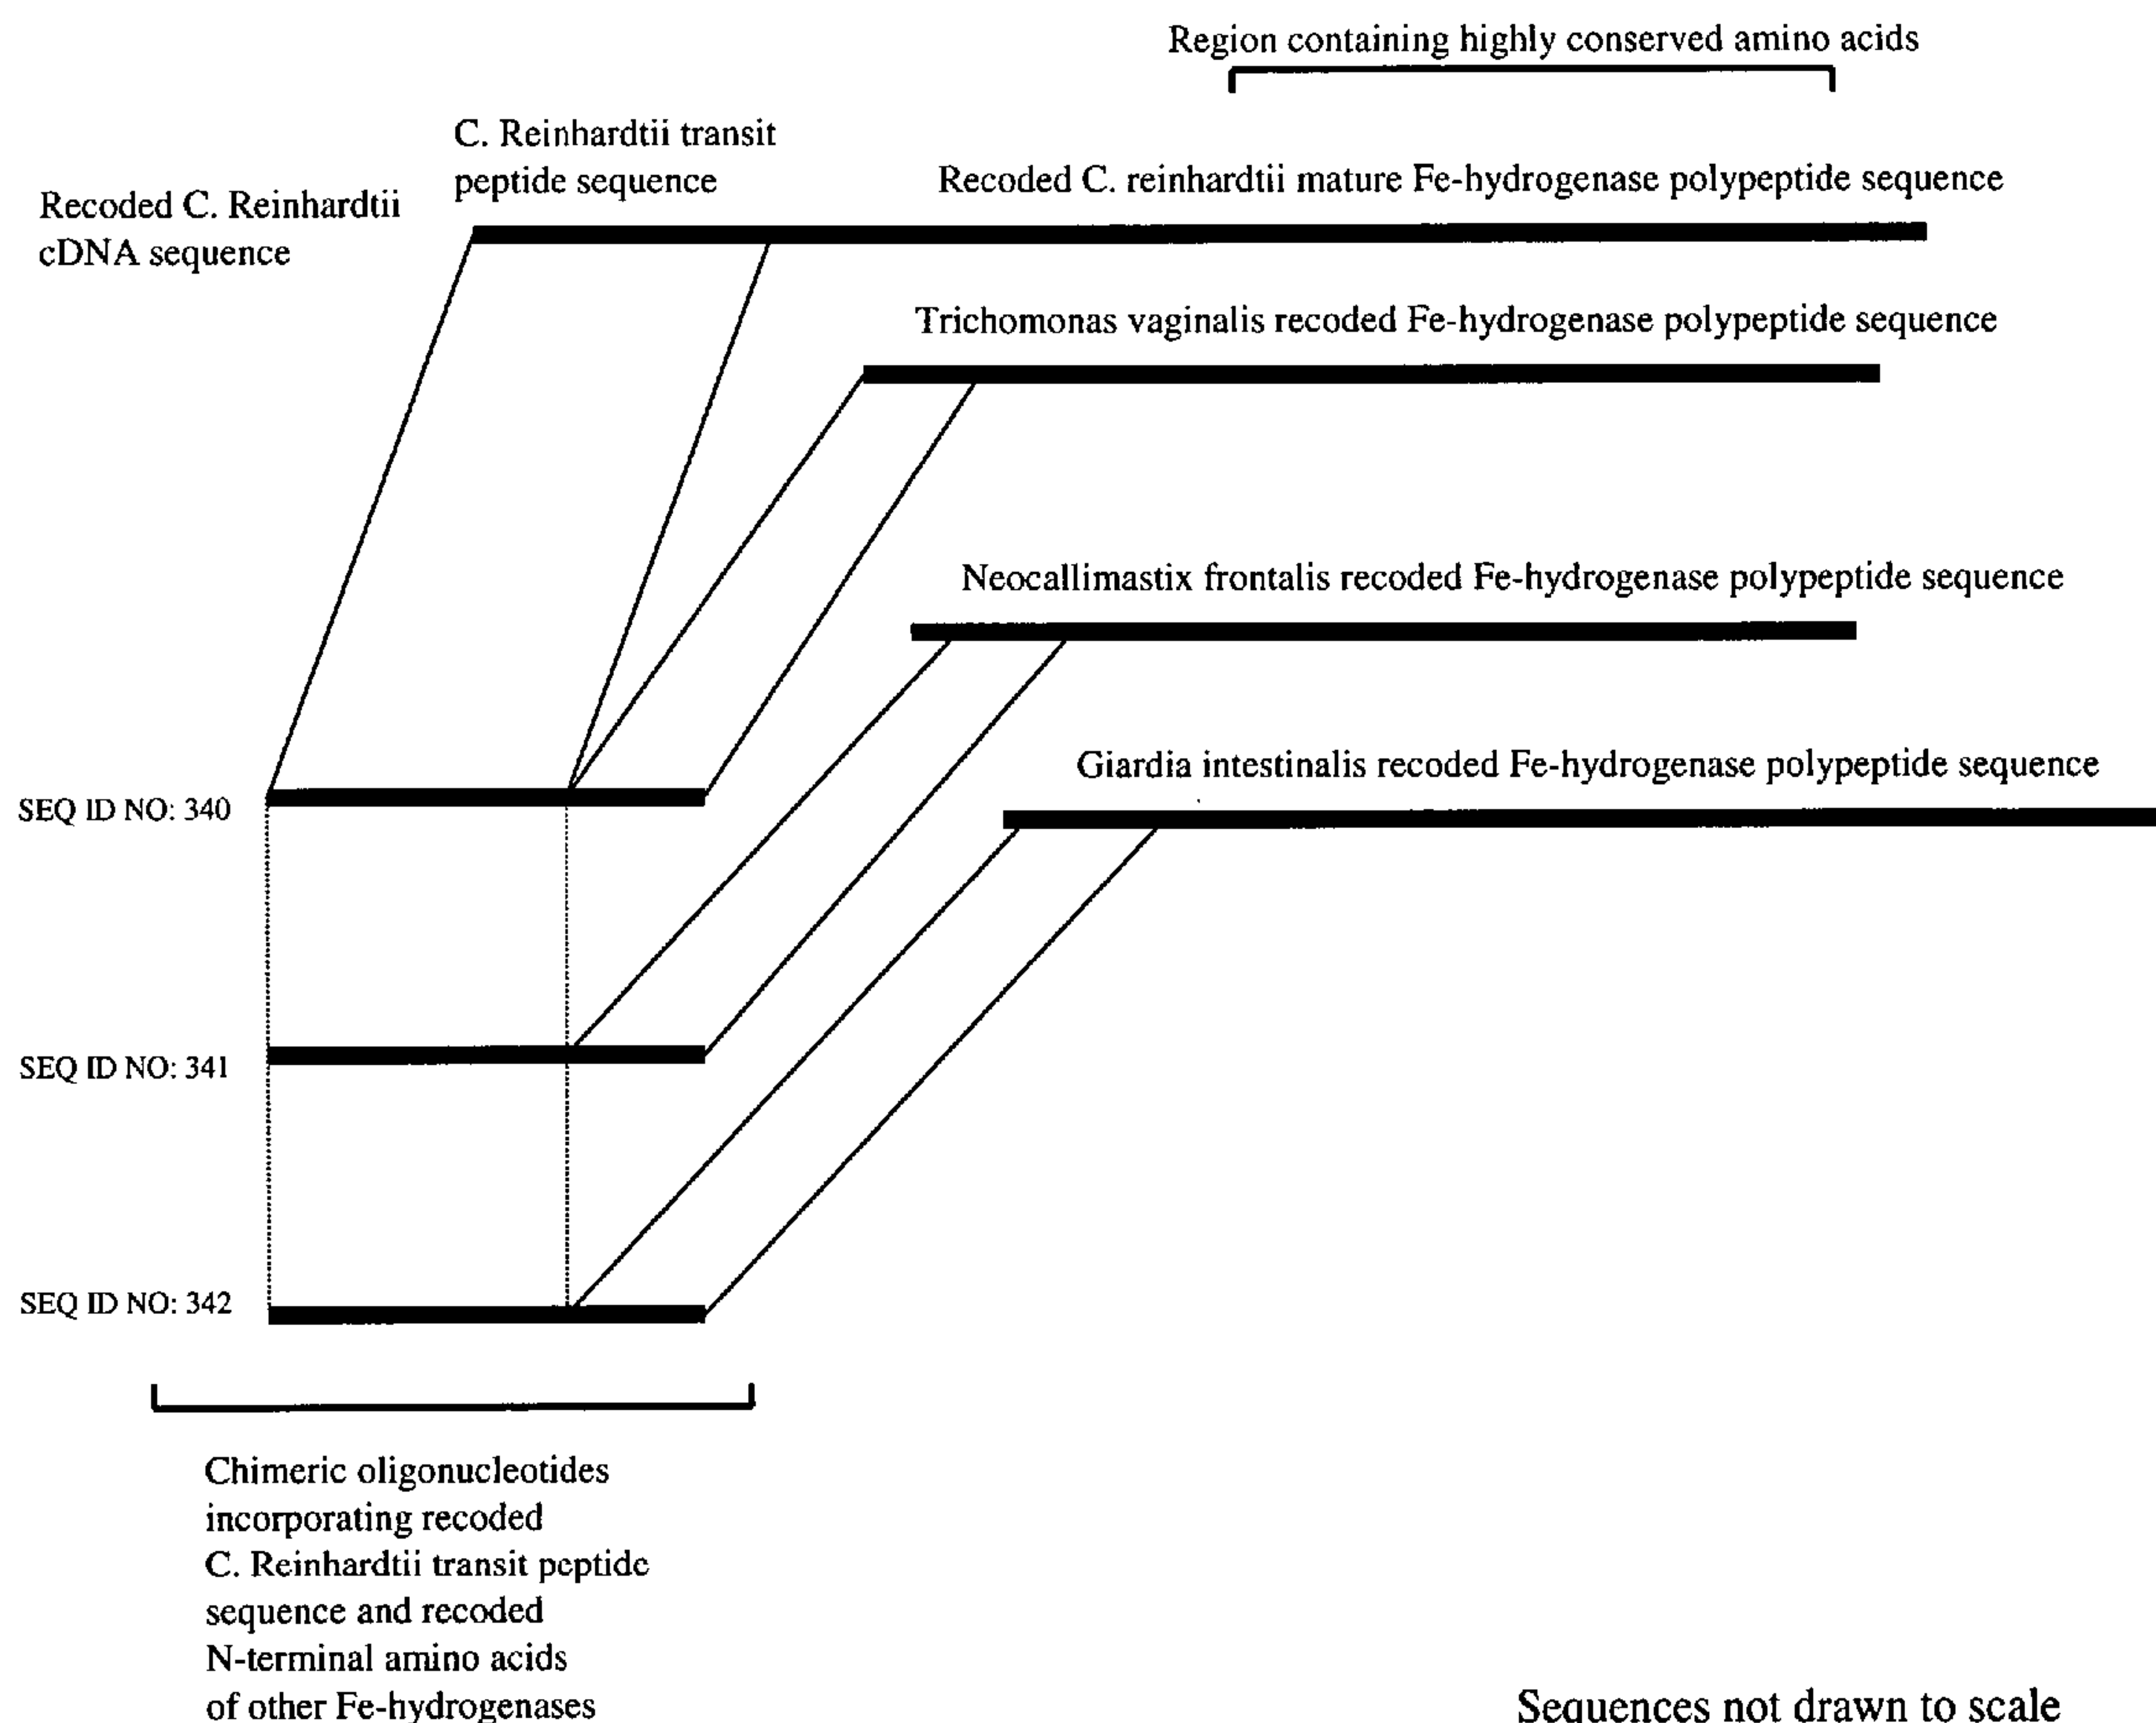 Region containing highly conserved amino acids
C. Reinhardtii transit
peptide sequence
Recoded C. reinhardtii mature Fe-hydrogenase polypeptide sequence
Recoded C. Reinhardtii
cDNA sequence
Trichomonas vaginalis recoded Fe-hydrogenase polypeptide sequence
Neocallimastix frontalis recoded Fe-hydrogenase polypeptide sequence
Giardia intestinalis recoded Fe-hydrogenase polypeptide sequence
SEQ ID NO: 340
SEQ ID NO: 341
SEQ ID NO: 342
Chimeric oligonucleotides
incorporating recoded
C. Reinhardtii transit peptide
sequence and recoded
N-terminal amino acids
of other Fe-hydrogenases
Sequences not drawn to scale